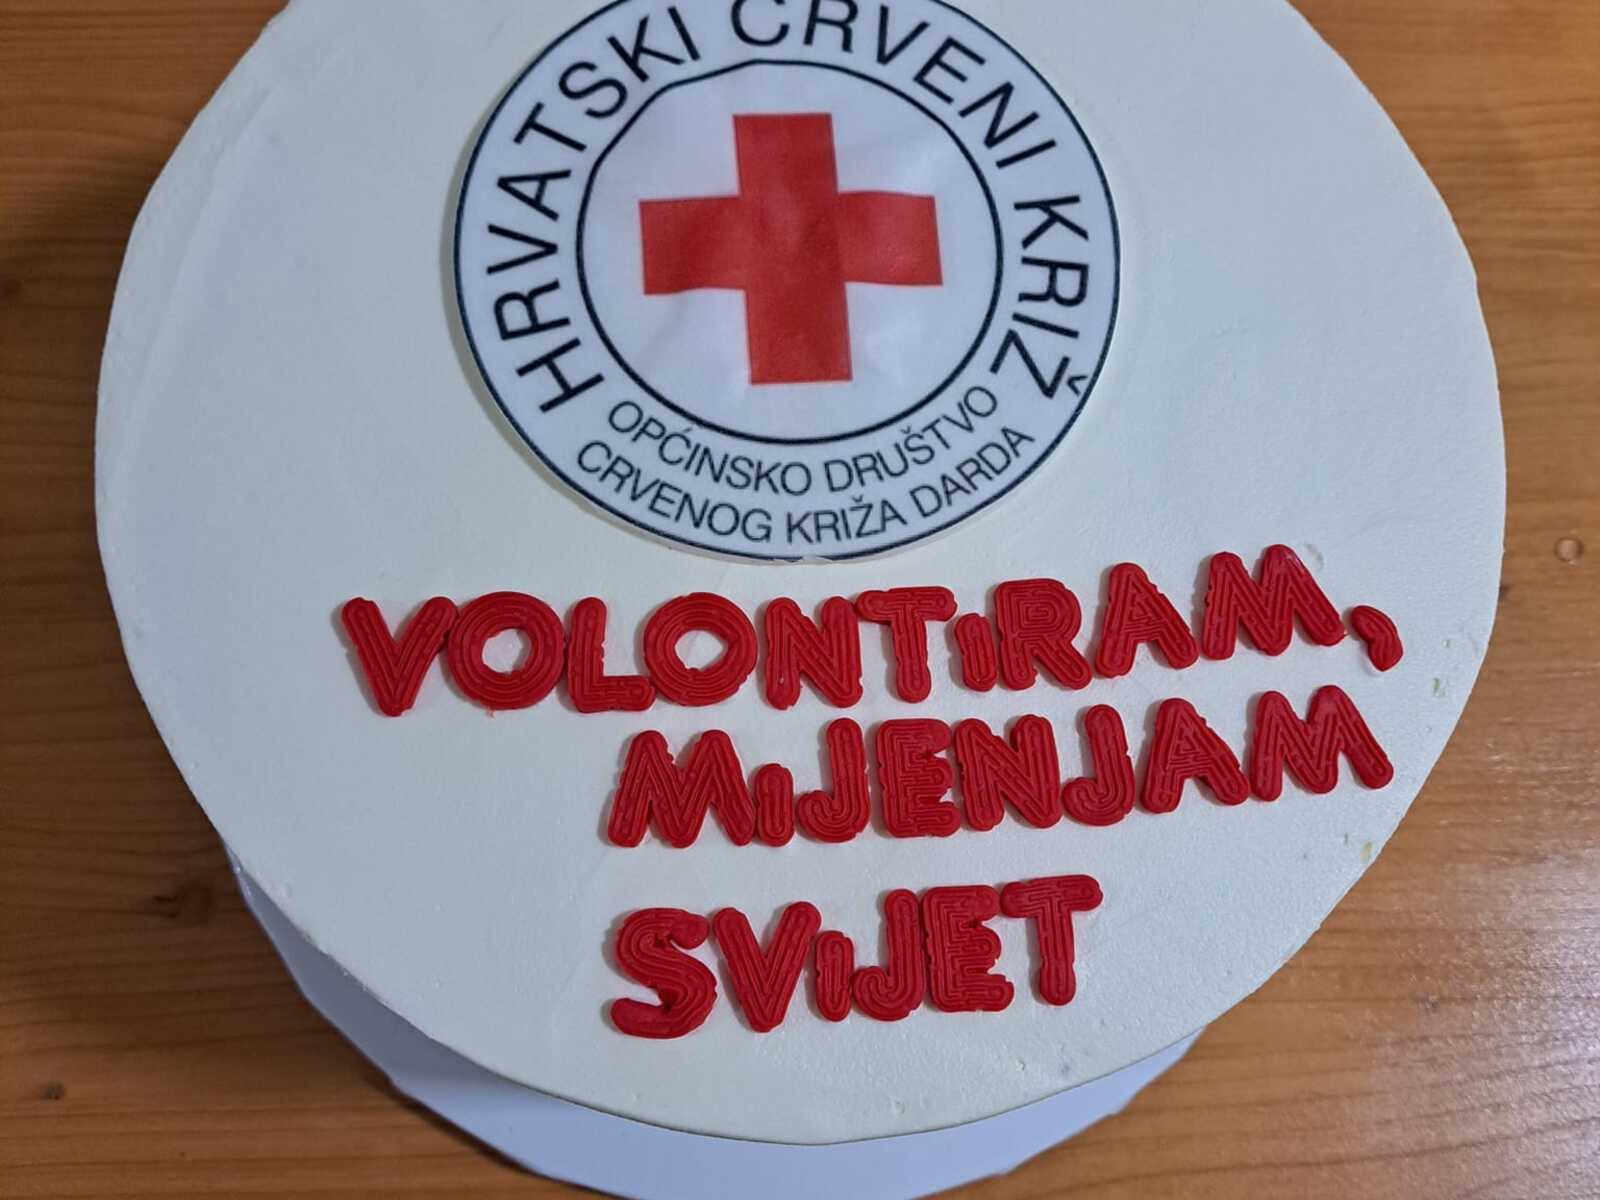 HRVATSKI CRVENI KRIŽ
OPĆINSKO DRUŠTVO
CRVENOG KRIŽA DARDA
VOLONTiRAM,
MiJENJAM
SViJET